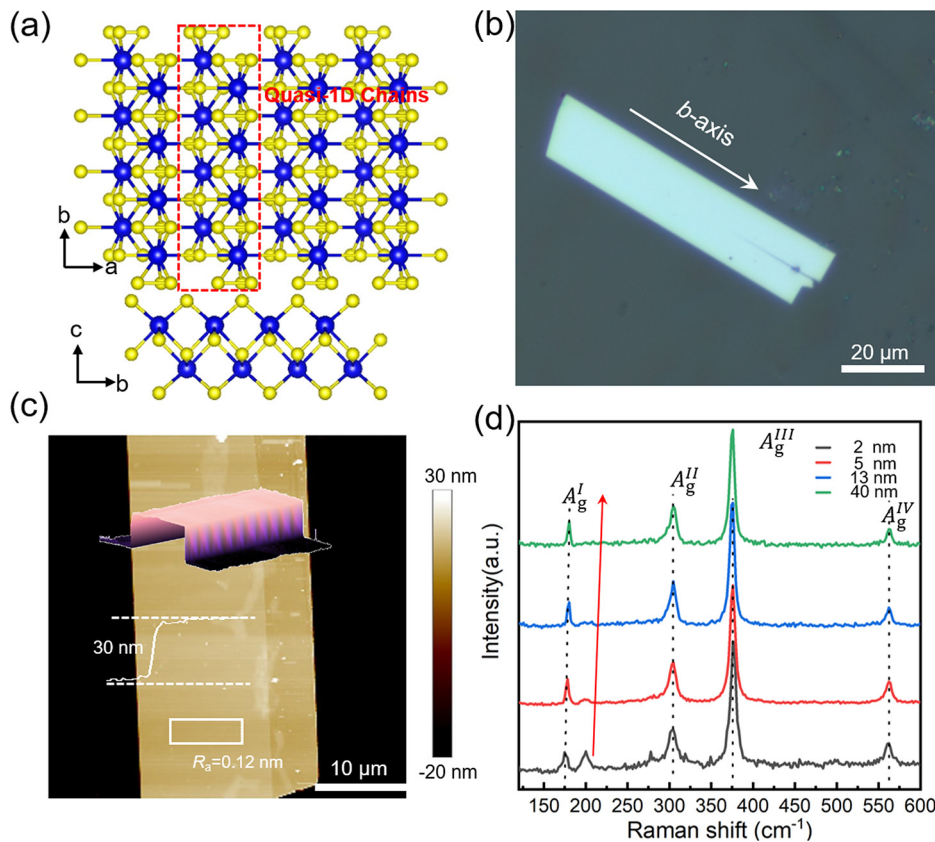 (a)
Quasi-1D Chains
b
a
c
b
(b)
b-axis
20 μm
(c)
30 nm
Rₐ=0.12 nm
10 μm
30 nm
-20 nm
(d)
A_g^I
A_g^II
A_g^III
A_g^IV
2 nm
5 nm
13 nm
40 nm
Intensity(a.u.)
150 200 250 300 350 400 450 500 550 600
Raman shift (cm⁻¹)